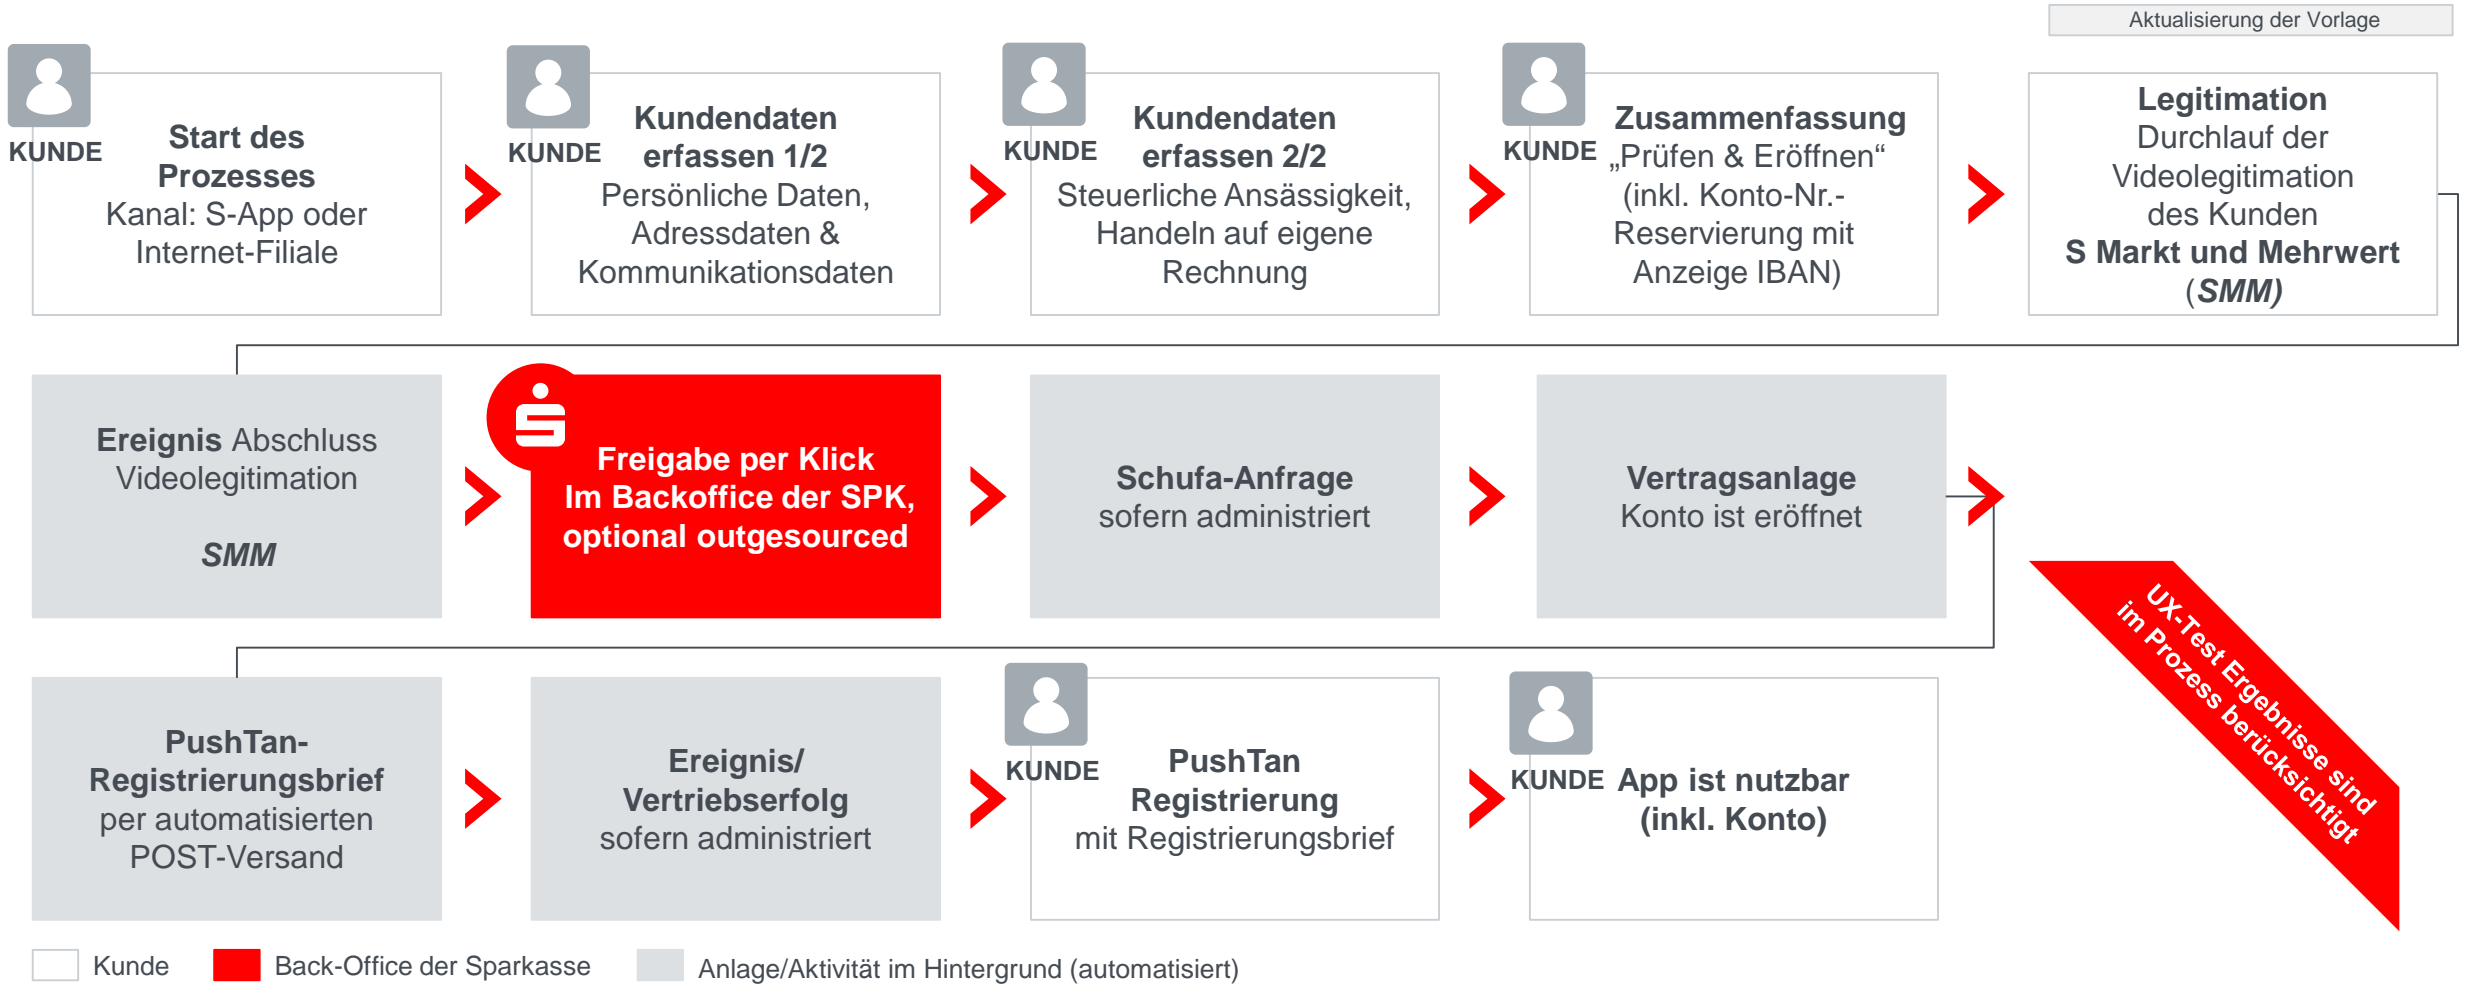 Aktualisierung der Vorlage
KUNDE
Start des
Prozesses
Kanal: S-App oder
Internet-Filiale
KUNDE
Kundendaten
erfassen 1/2
Persönliche Daten,
Adressdaten &
Kommunikationsdaten
KUNDE
Kundendaten
erfassen 2/2
Steuerliche Ansässigkeit,
Handeln auf eigene
Rechnung
KUNDE
Zusammenfassung
„Prüfen & Eröffnen“
(inkl. Konto-Nr.-
Reservierung mit
Anzeige IBAN)
Legitimation
Durchlauf der
Videolegitimation
des Kunden
S Markt und Mehrwert
(SMM)
Ereignis Abschluss
Videolegitimation
SMM
Freigabe per Klick
Im Backoffice der SPK,
optional outgesourced
Schufa-Anfrage
sofern administriert
Vertragsanlage
Konto ist eröffnet
UX-Test Ergebnisse sind
im Prozess berücksichtigt
PushTan-
Registrierungsbrief
per automatisierten
POST-Versand
Ereignis/
Vertriebserfolg
sofern administriert
KUNDE
PushTan
Registrierung
mit Registrierungsbrief
KUNDE
App ist nutzbar
(inkl. Konto)
Kunde
Back-Office der Sparkasse
Anlage/Aktivität im Hintergrund (automatisiert)